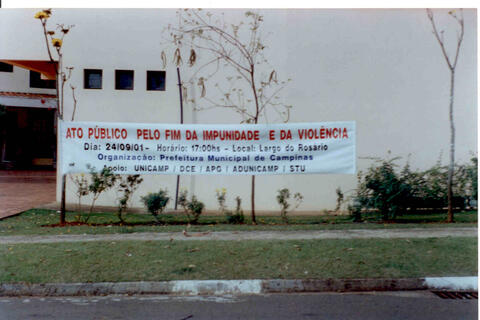 ATO PÚBLICO PELO FIM DA IMPUNIDADE E DA VIOLÊNCIA
Dia: 24/09/01 - Horário: 17:00hs - Local: Largo do Rosário
Organização: Prefeitura Municipal de Campinas
Apoio: UNICAMP / DCE / APG / ADUNICAMP / STU